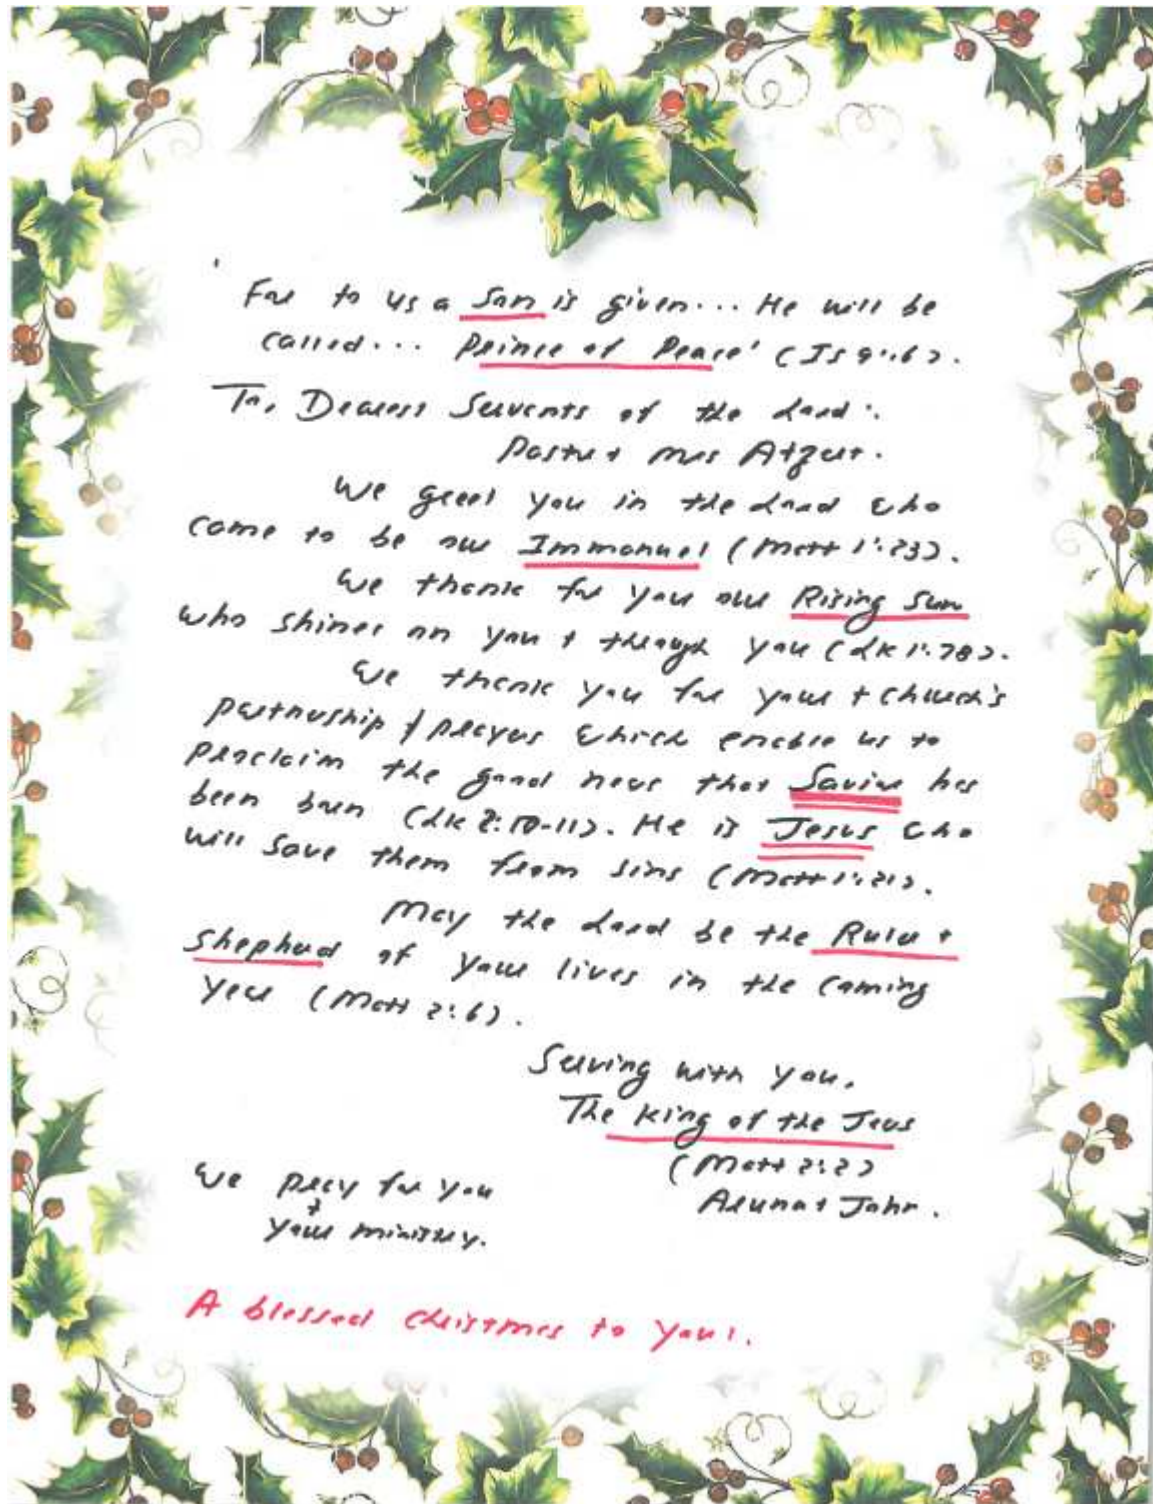 'For to us a Son is given... He will be
called... Prince of Peace' (Is 9:6).
To, Dearest Servants of the Lord:
Pastor + Mrs
We greet you in the Lord who
came to be our Immanuel (Matt 1:23).
We thank for you our Rising Sun
who shines on you + through you (Lk 1:78).
We thank you for your + Church's
partnership + prayers which enable us to
proclaim the good news that Savior has
been born (Lk 2:10-11). He is Jesus who
will save them from sins (Matt 1:21).
May the Lord be the Ruler +
Shepherd of your lives in the coming
year (Matt 2:6).
Serving with you,
The King of the Jews
(Matt 2:2)
Aruna + John.
We pray for you
+
your ministry.
A blessed Christmas to you!.